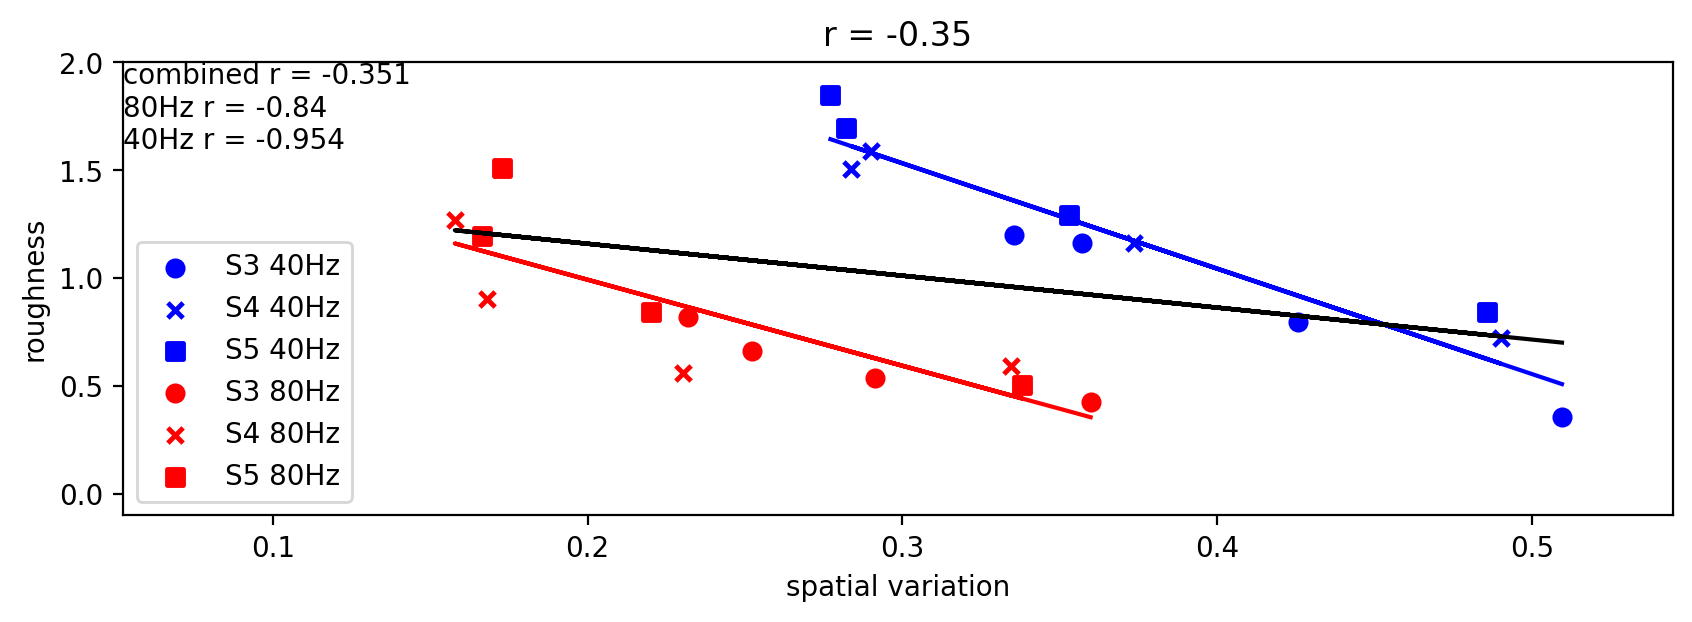 r = -0.35
combined r = -0.351
80Hz r = -0.84
40Hz r = -0.954
2.0
1.5
1.0
0.5
0.0
roughness
S3 40Hz
S4 40Hz
S5 40Hz
S3 80Hz
S4 80Hz
S5 80Hz
0.1 0.2 0.3 0.4 0.5
spatial variation